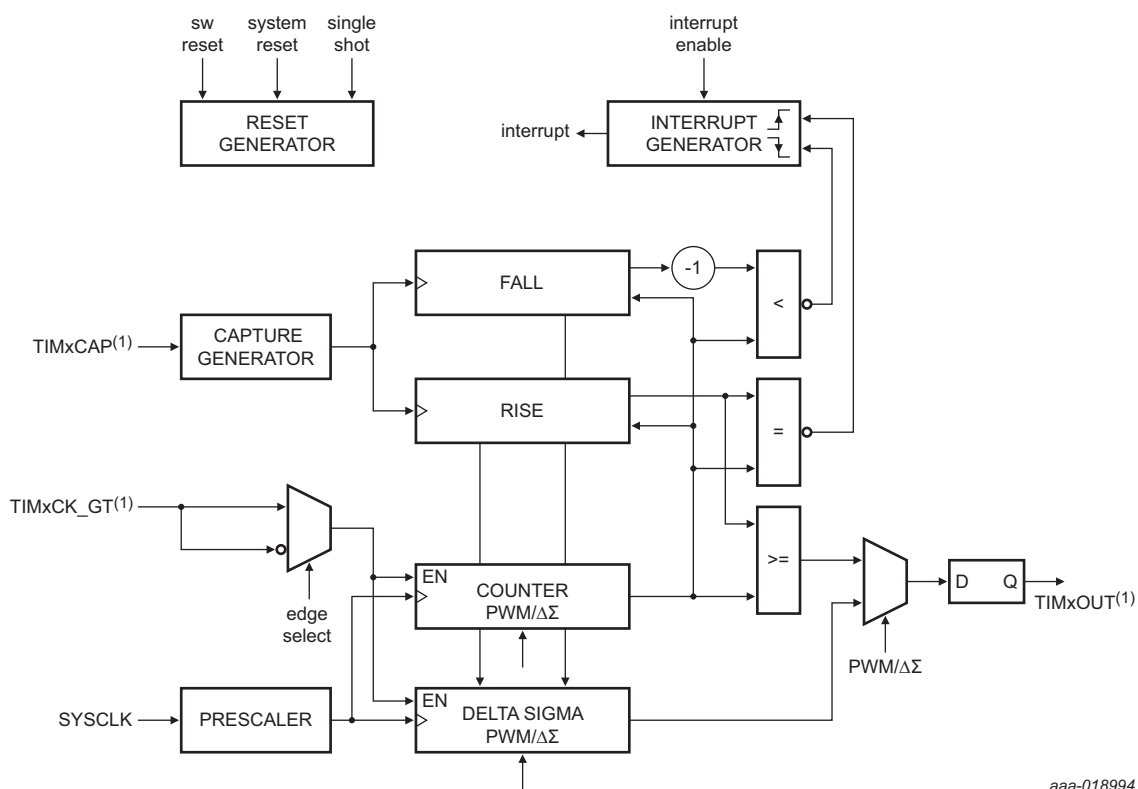 sw
reset
system
reset
single
shot
interrupt
enable
RESET
GENERATOR
interrupt
INTERRUPT
GENERATOR
FALL
-1
<
TIMxCAP(1)
CAPTURE
GENERATOR
RISE
=
TIMxCK_GT(1)
edge
select
EN
COUNTER
PWM/ΔΣ
>=
D Q
TIMxOUT(1)
PWM/ΔΣ
SYSCLK
PRESCALER
EN
DELTA SIGMA
PWM/ΔΣ
aaa-018994